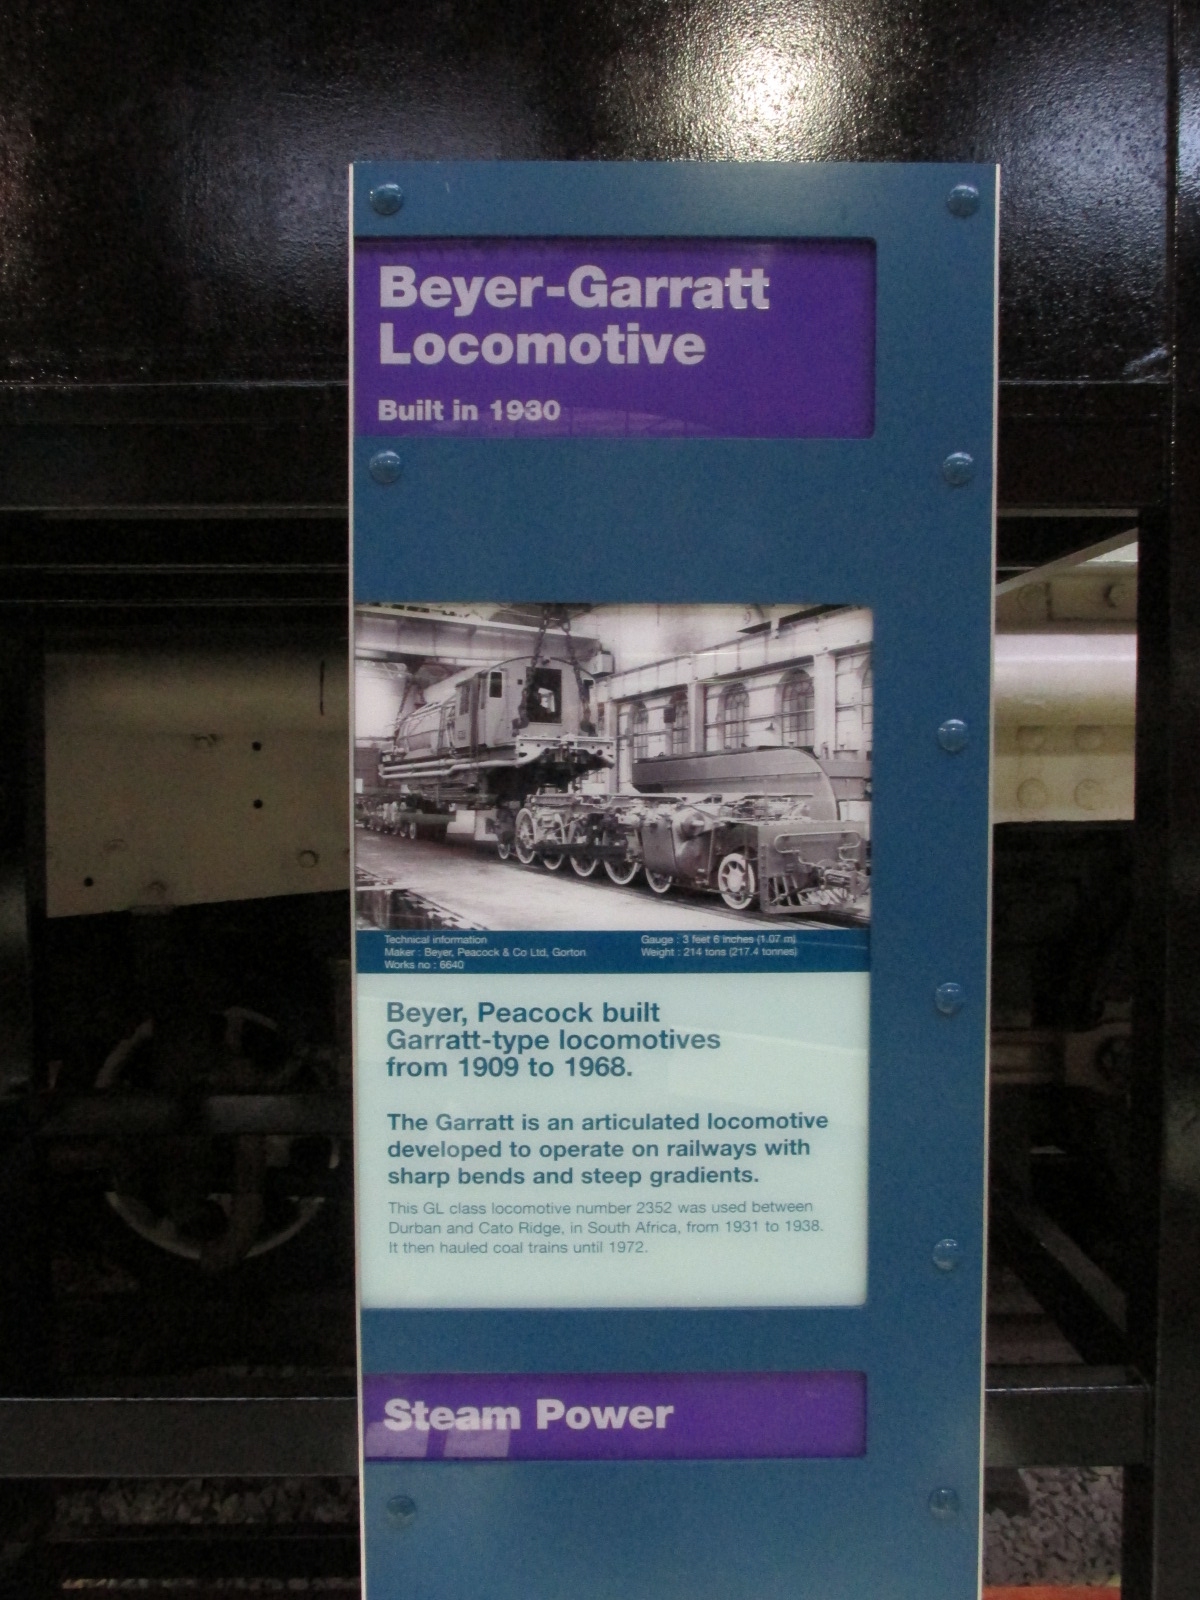 Beyer-Garratt
Locomotive
Built in 1930
Technical information
Maker : Beyer, Peacock & Co Ltd, Gorton
Works no : 6640
Gauge : 3 feet 6 inches (1.07 m)
Weight : 214 tons (217.4 tonnes)
Beyer, Peacock built
Garratt-type locomotives
from 1909 to 1968.
The Garratt is an articulated locomotive
developed to operate on railways with
sharp bends and steep gradients.
This GL class locomotive number 2352 was used between
Durban and Cato Ridge, in South Africa, from 1931 to 1938.
It then hauled coal trains until 1972.
Steam Power